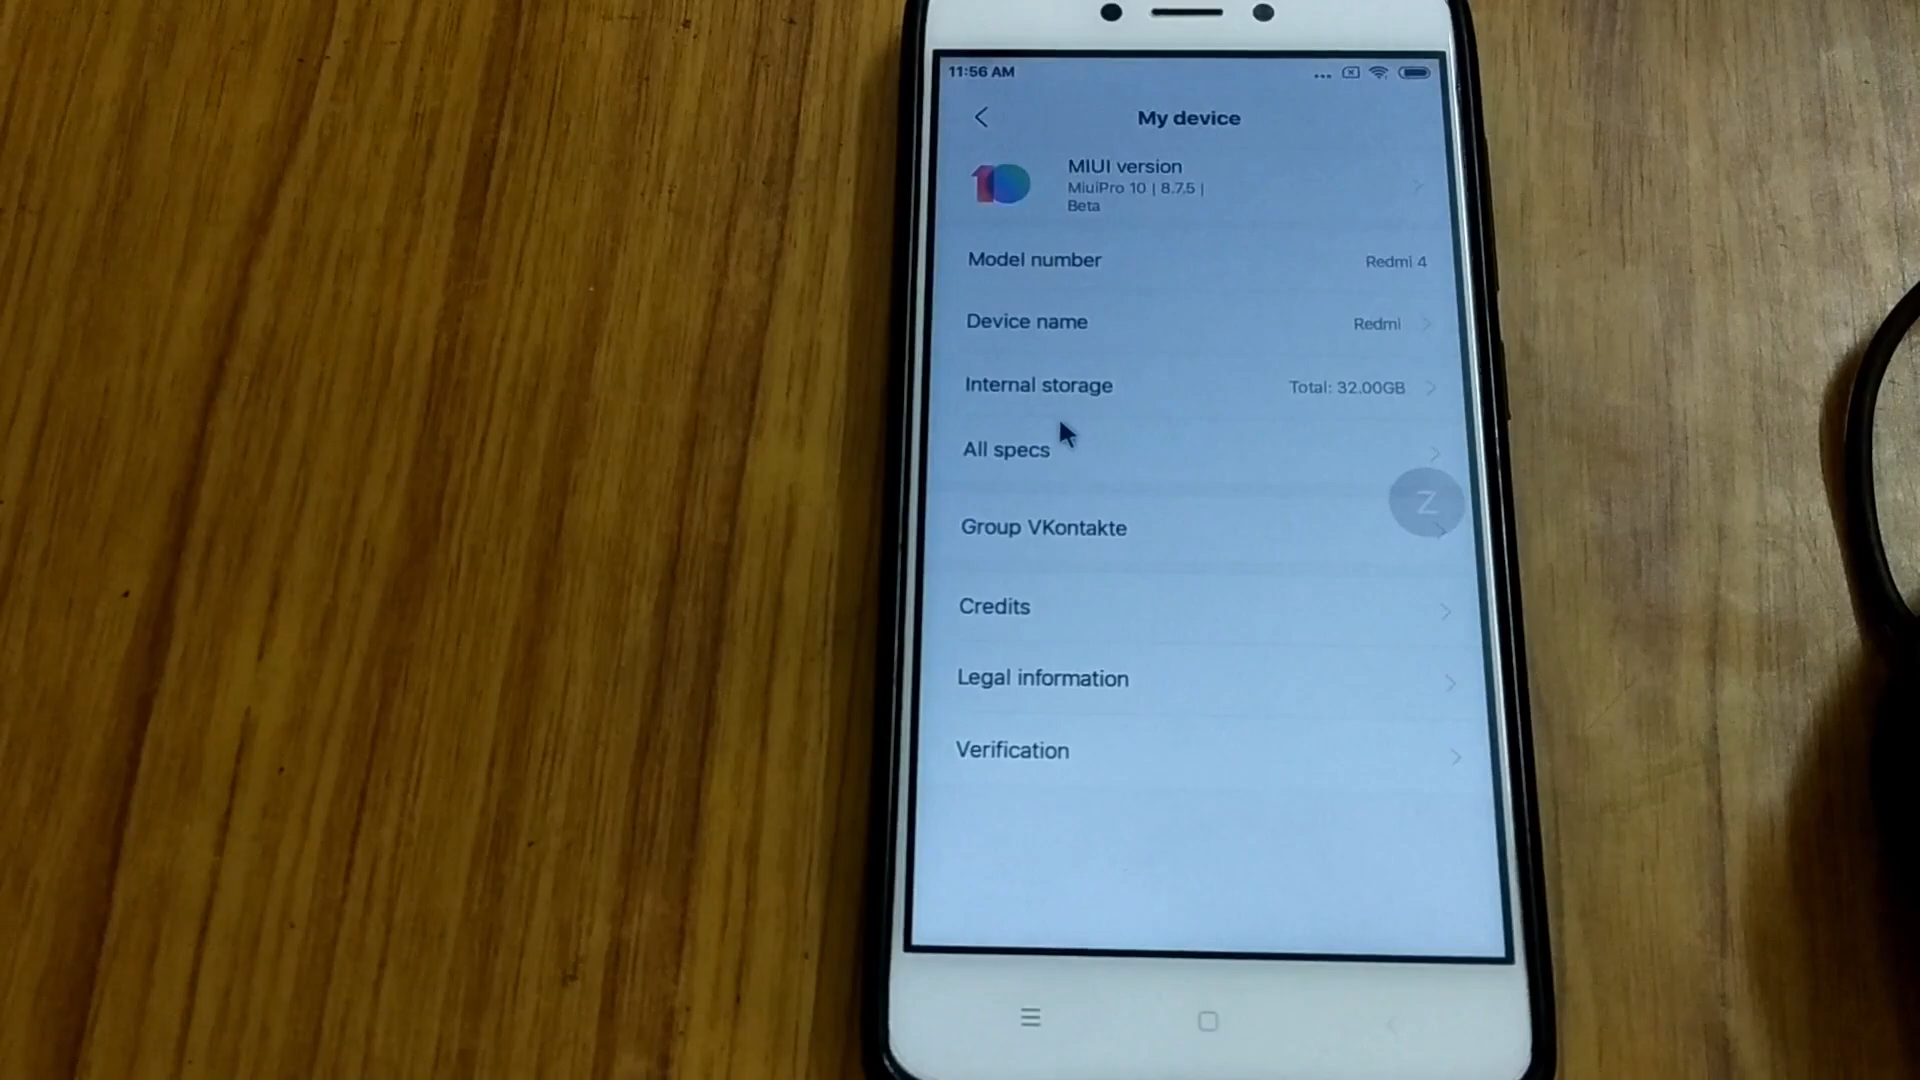 11:56 AM
My device
10
MIUI version
MiuiPro 10 | 8.7.5 |
Beta
Model number Redmi 4
Device name Redmi
Internal storage Total: 32.00GB
All specs
Z
Group VKontakte
Credits
Legal information
Verification